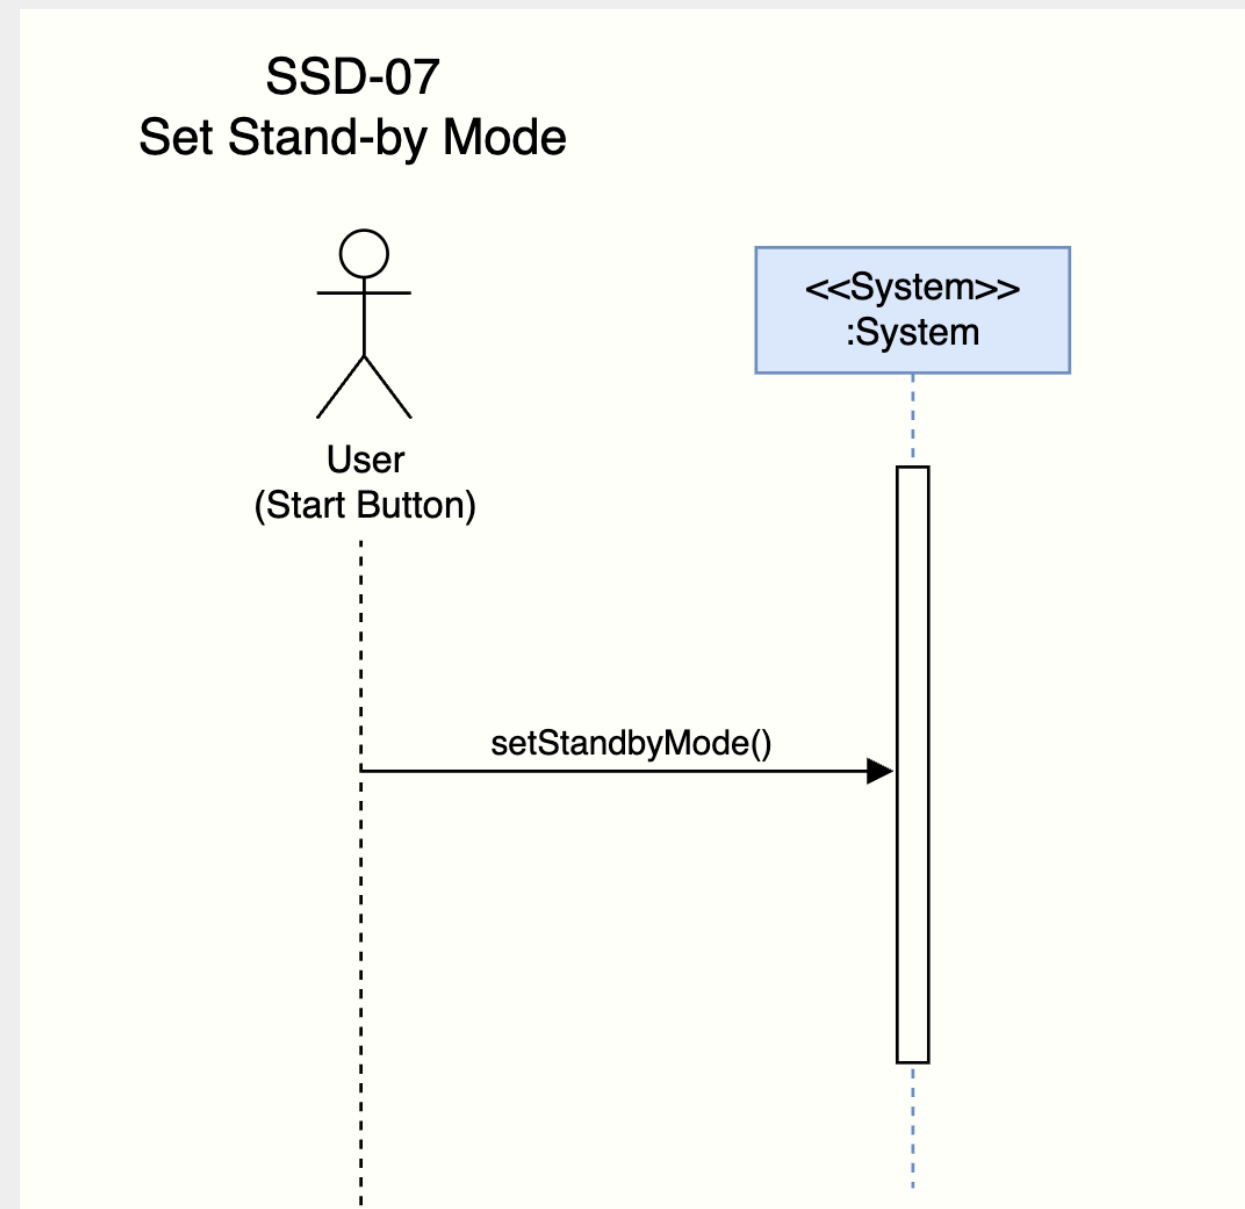 SSD-07
Set Stand-by Mode
<<System>>
:System
User
(Start Button)
setStandbyMode()